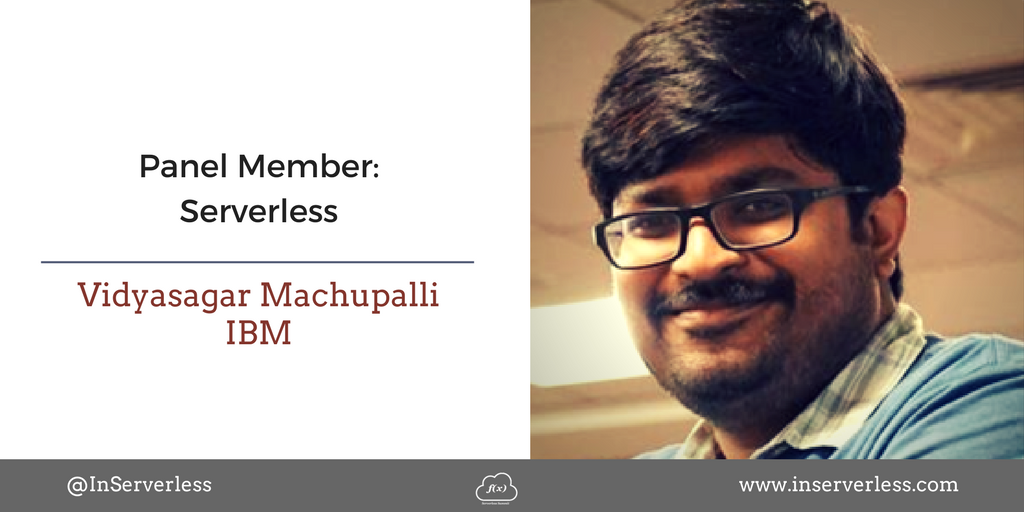 Panel Member:
Serverless
Vidyasagar Machupalli
IBM
@InServerless
f(x)
www.inserverless.com